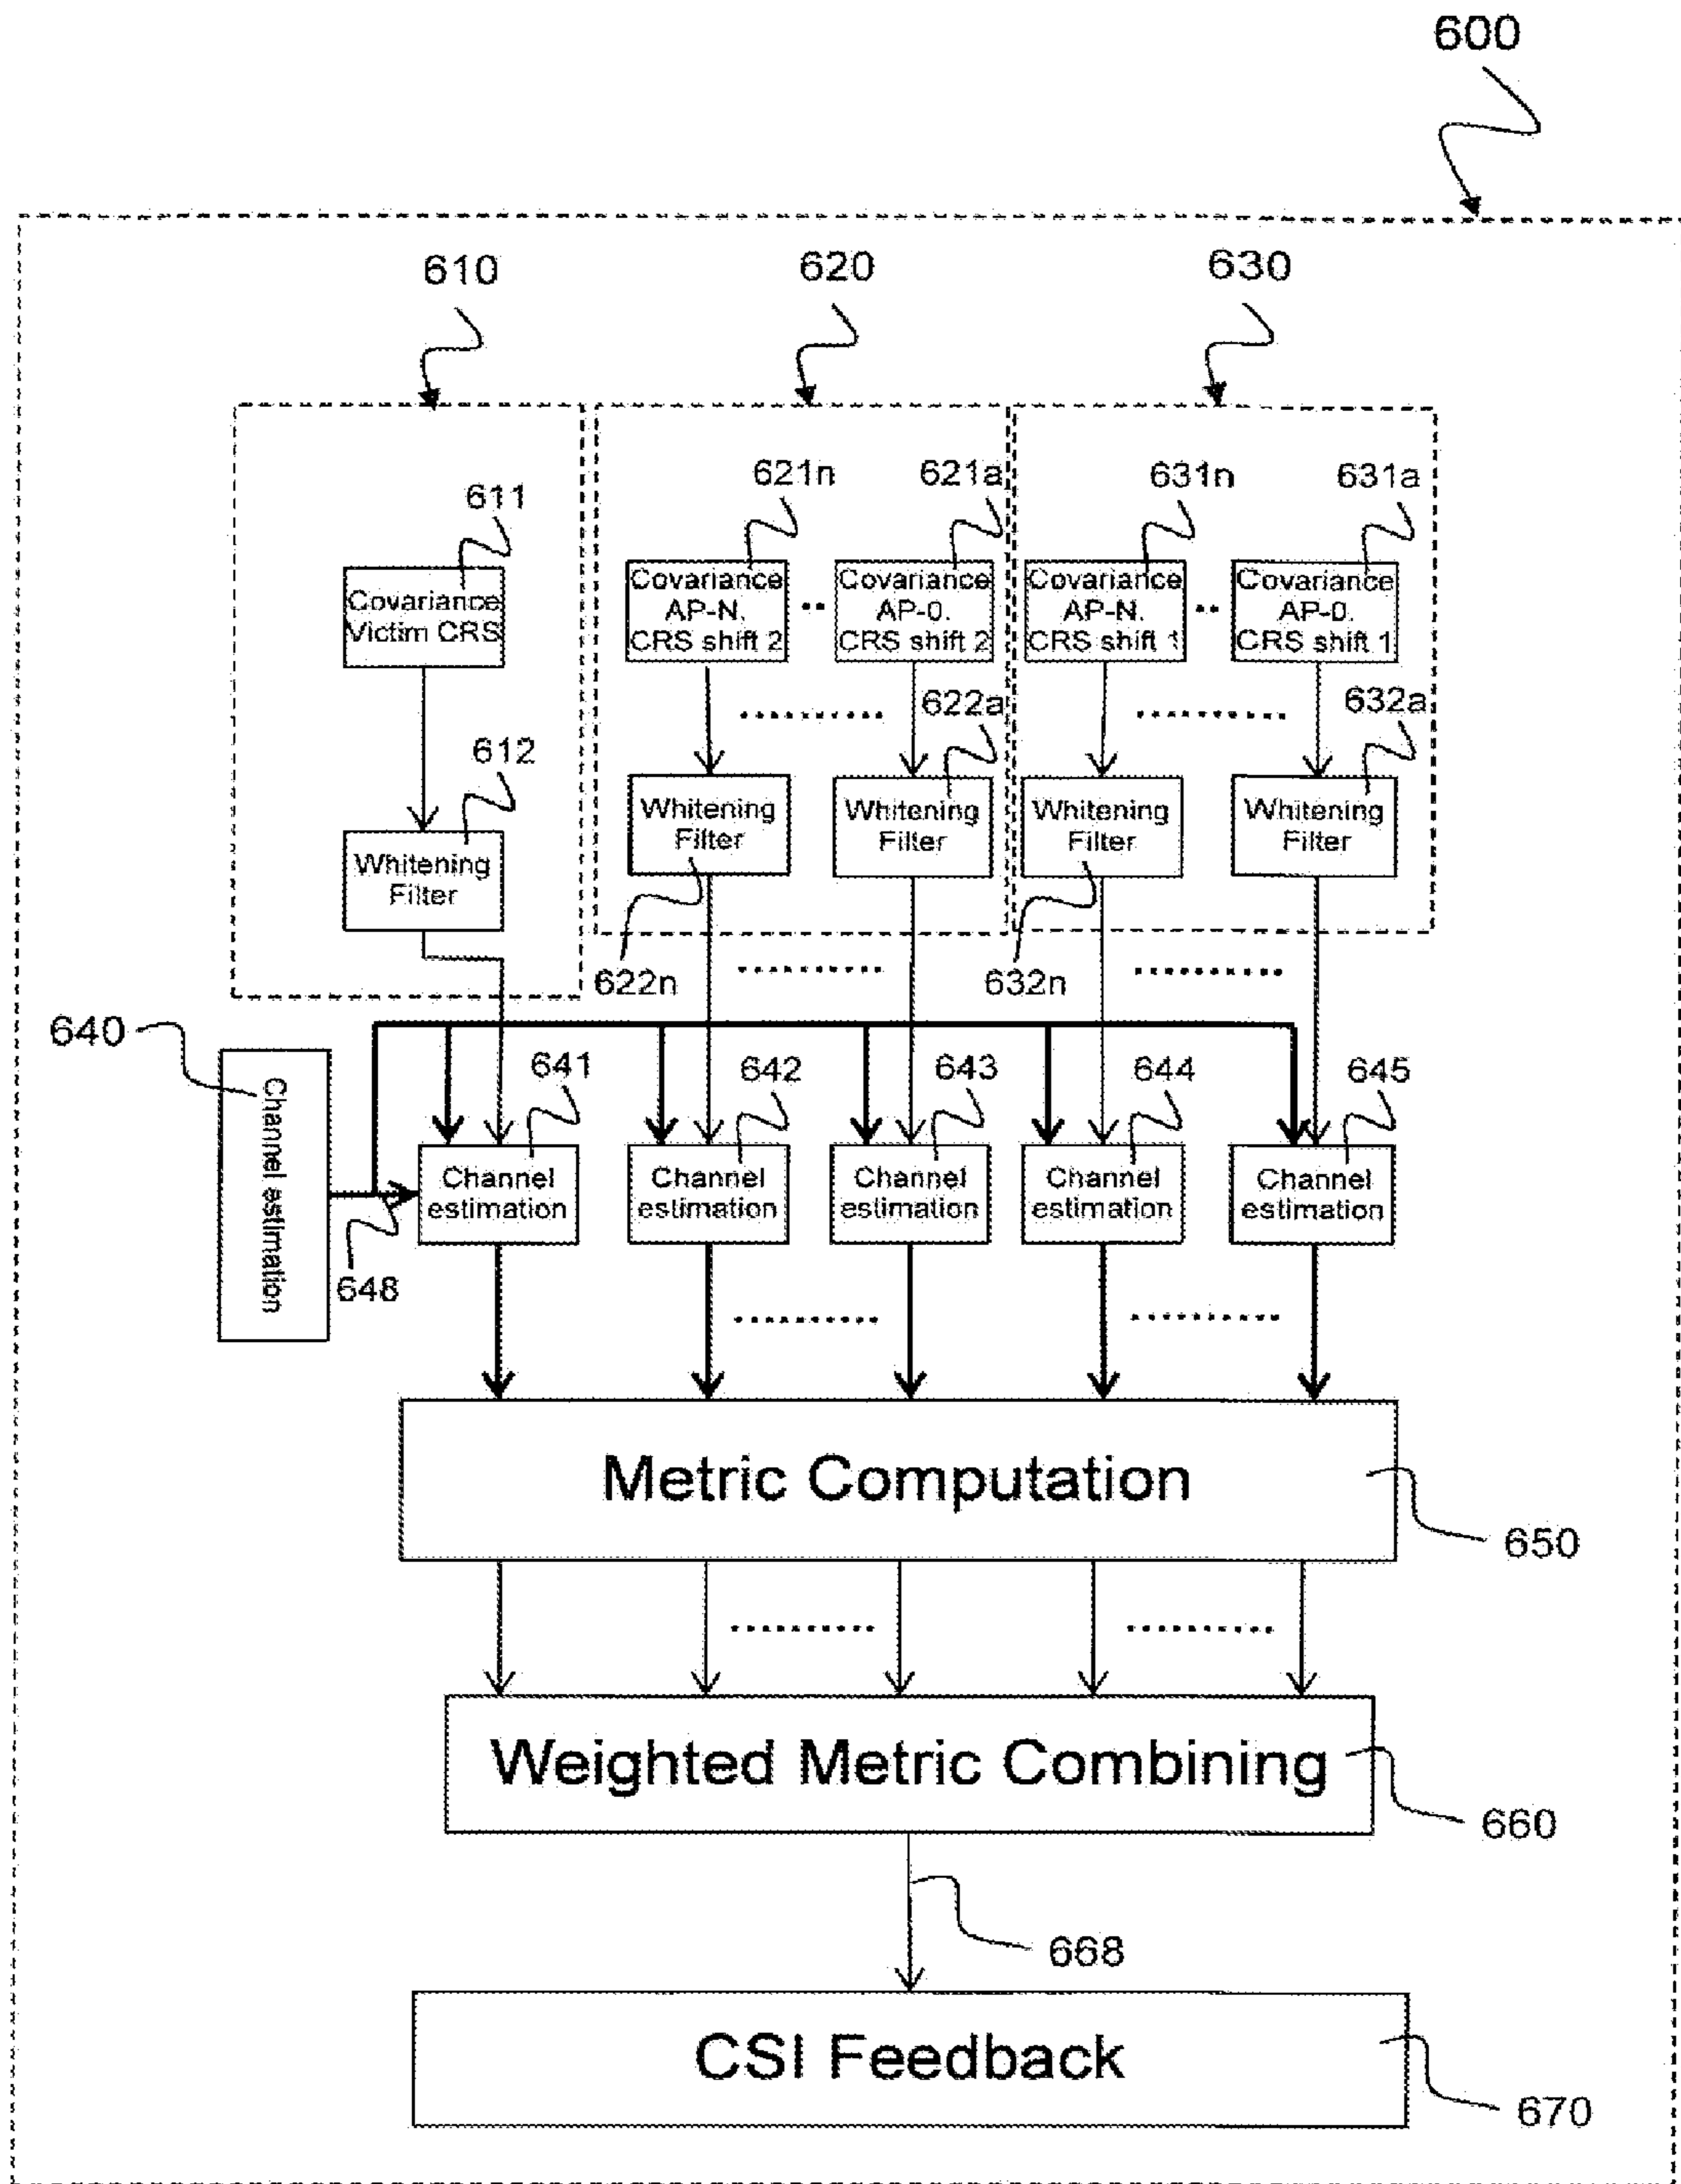 600
610
620
630
611
621n
621a
631n
631a
Covariance
Victim CRS
Covariance
AP-N.
CRS shift 2
Covariance
AP-0.
CRS shift 2
Covariance
AP-N.
CRS shift 1
Covariance
AP-0.
CRS shift 1
612
622a
632a
Whitening
Filter
Whitening
Filter
Whitening
Filter
Whitening
Filter
Whitening
Filter
622n
632n
640
Channel estimation
641
642
643
644
645
Channel
estimation
Channel
estimation
Channel
estimation
Channel
estimation
Channel
estimation
648
Metric Computation
650
Weighted Metric Combining
660
668
CSI Feedback
670